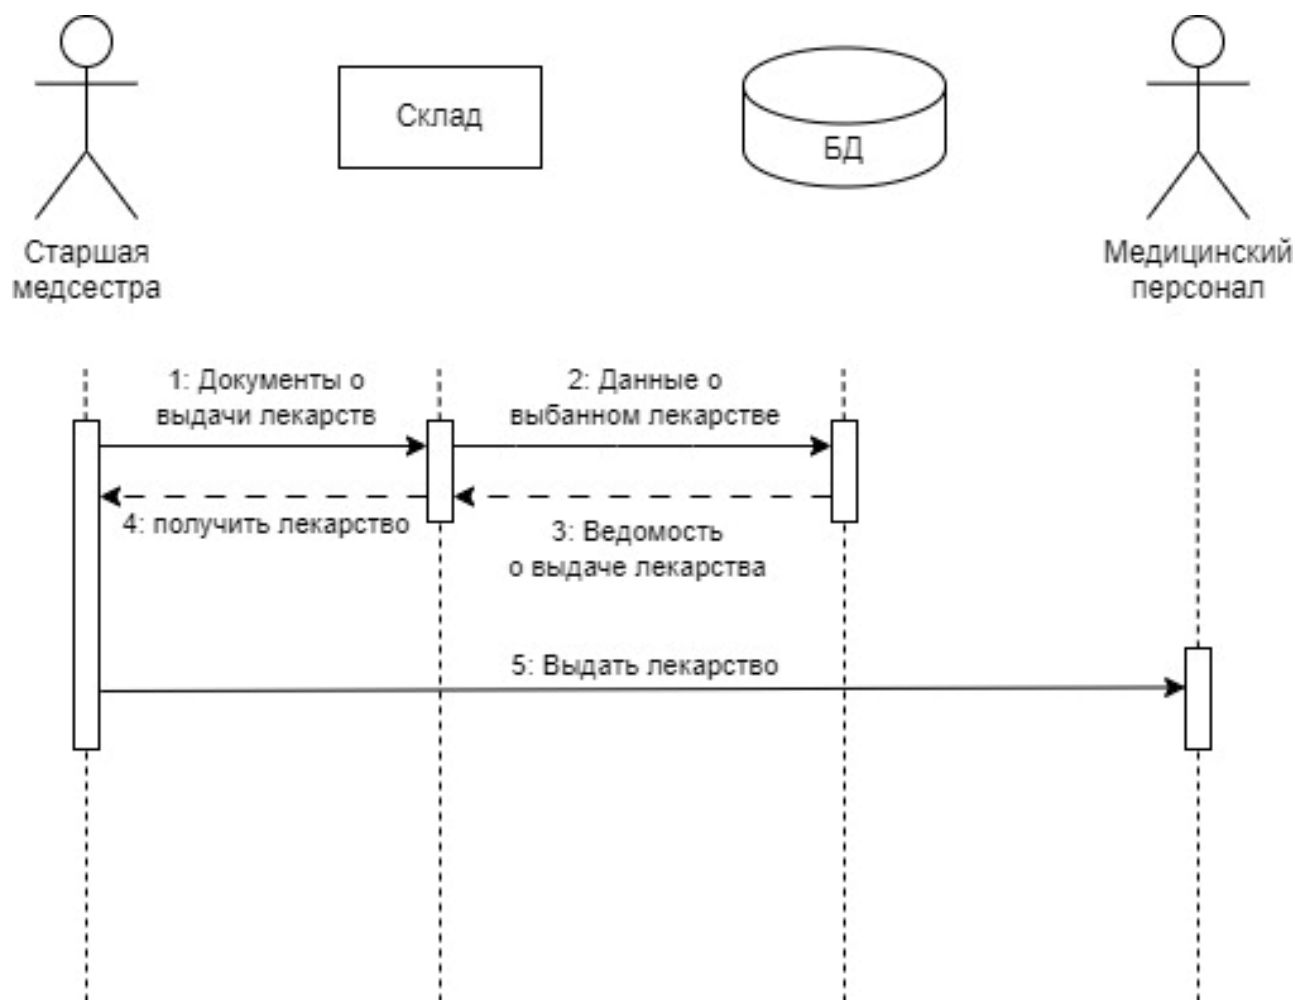 Склад
БД
Старшая
медсестра
Медицинский
персонал
1: Документы о
выдачи лекарств
2: Данные о
выбанном лекарстве
4: получить лекарство
3: Ведомость
о выдаче лекарства
5: Выдать лекарство